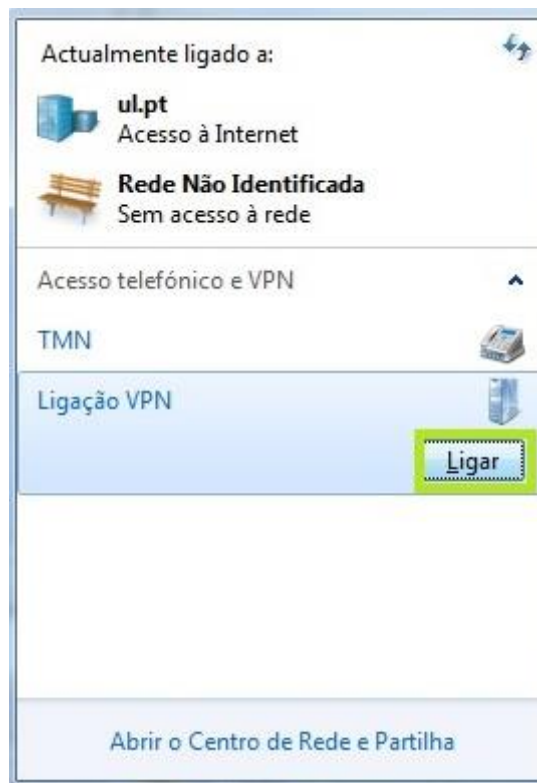 Actualmente ligado a:
ul.pt
Acesso à Internet
Rede Não Identificada
Sem acesso à rede
Acesso telefónico e VPN
TMN
Ligação VPN
Ligar
Abrir o Centro de Rede e Partilha